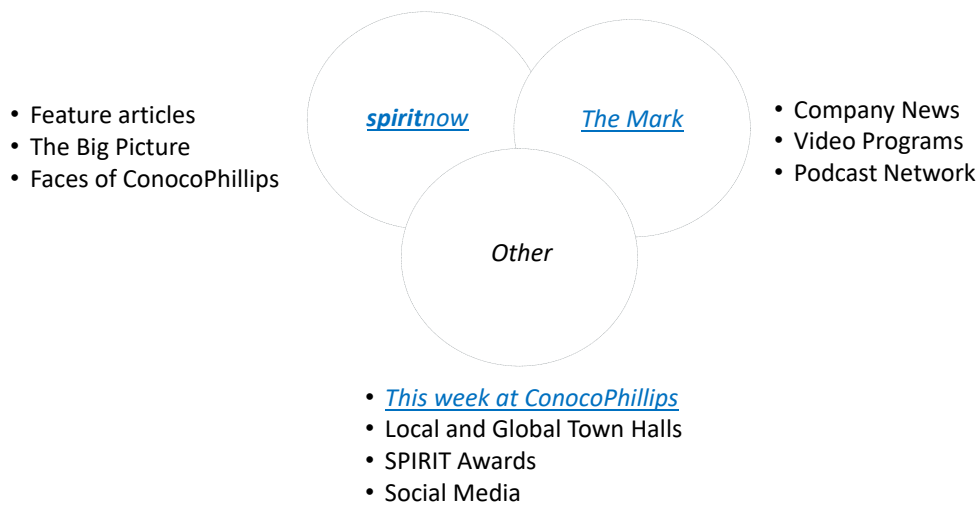 spiritnow
The Mark
• Feature articles
• The Big Picture
• Faces of ConocoPhillips
• Company News
• Video Programs
• Podcast Network
Other
• This week at ConocoPhillips
• Local and Global Town Halls
• SPIRIT Awards
• Social Media